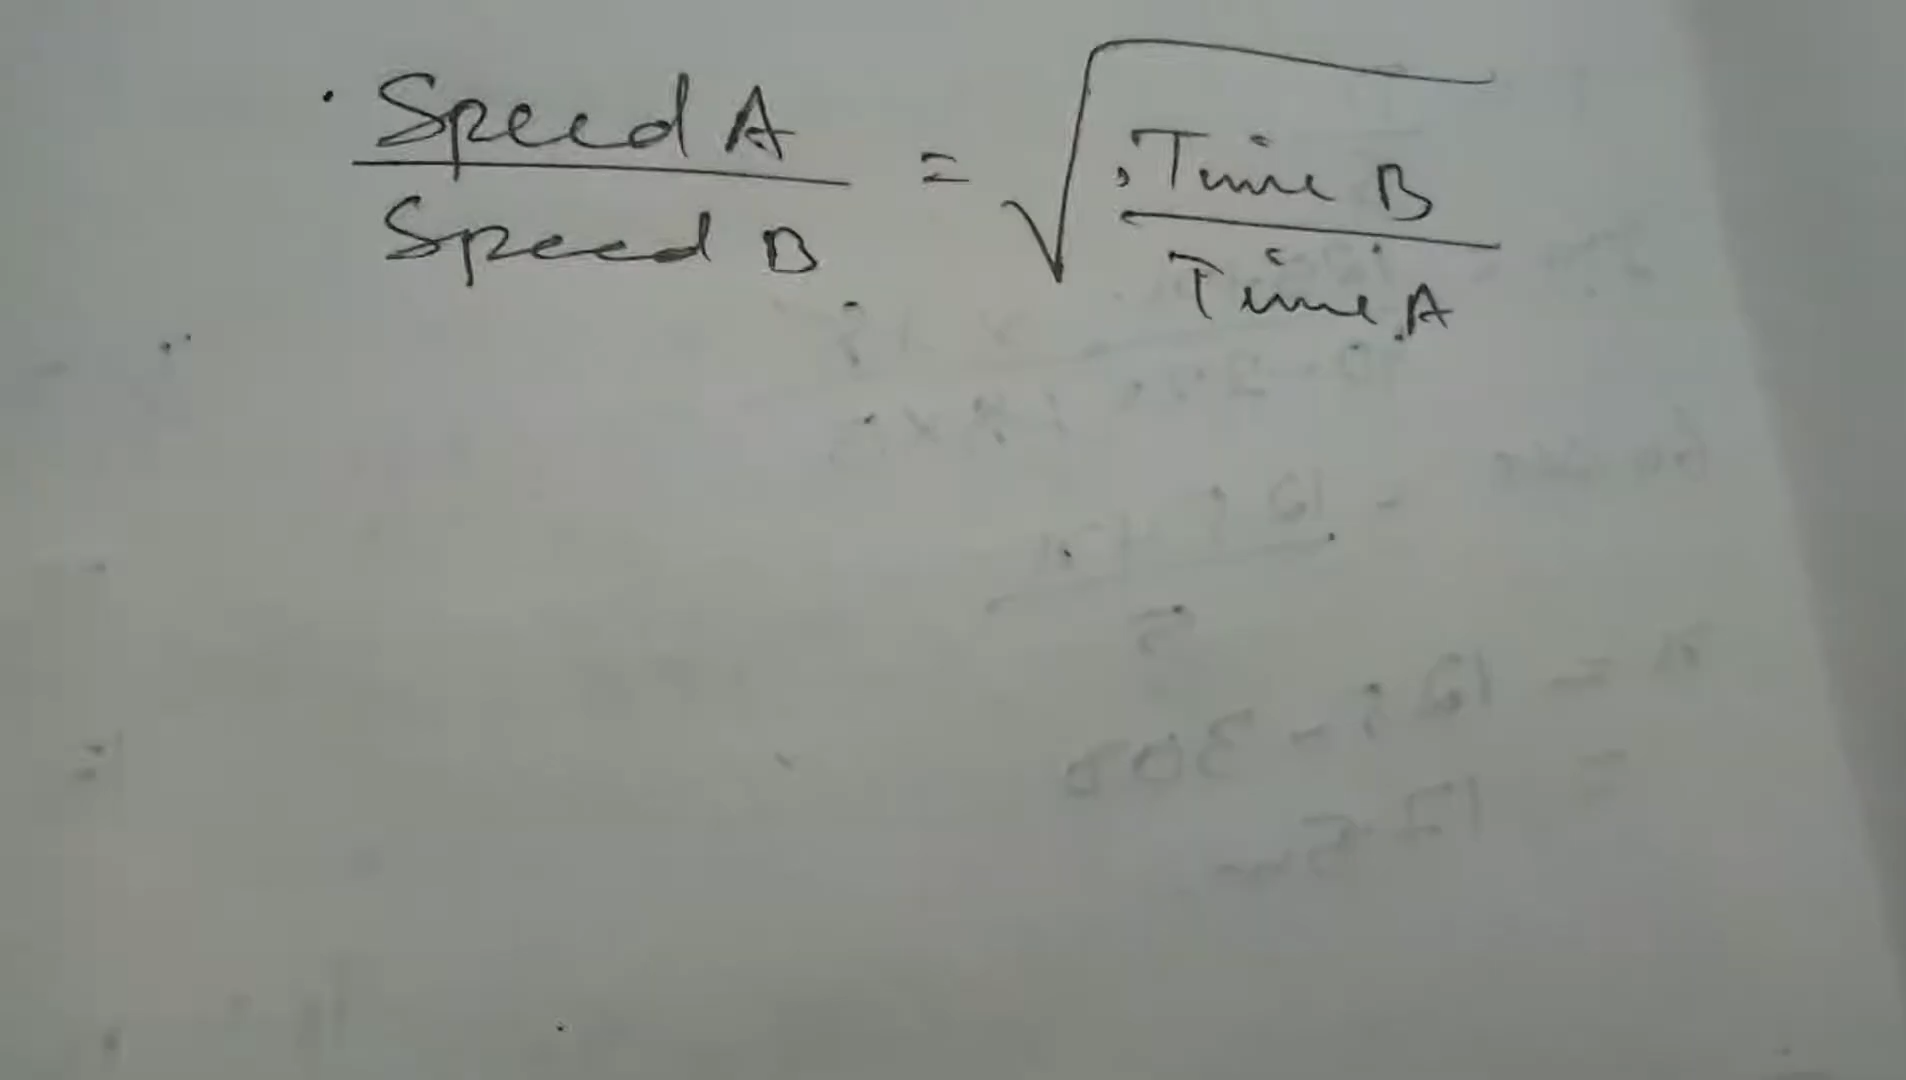 Speed A
Speed B
= √
Time B
Time A